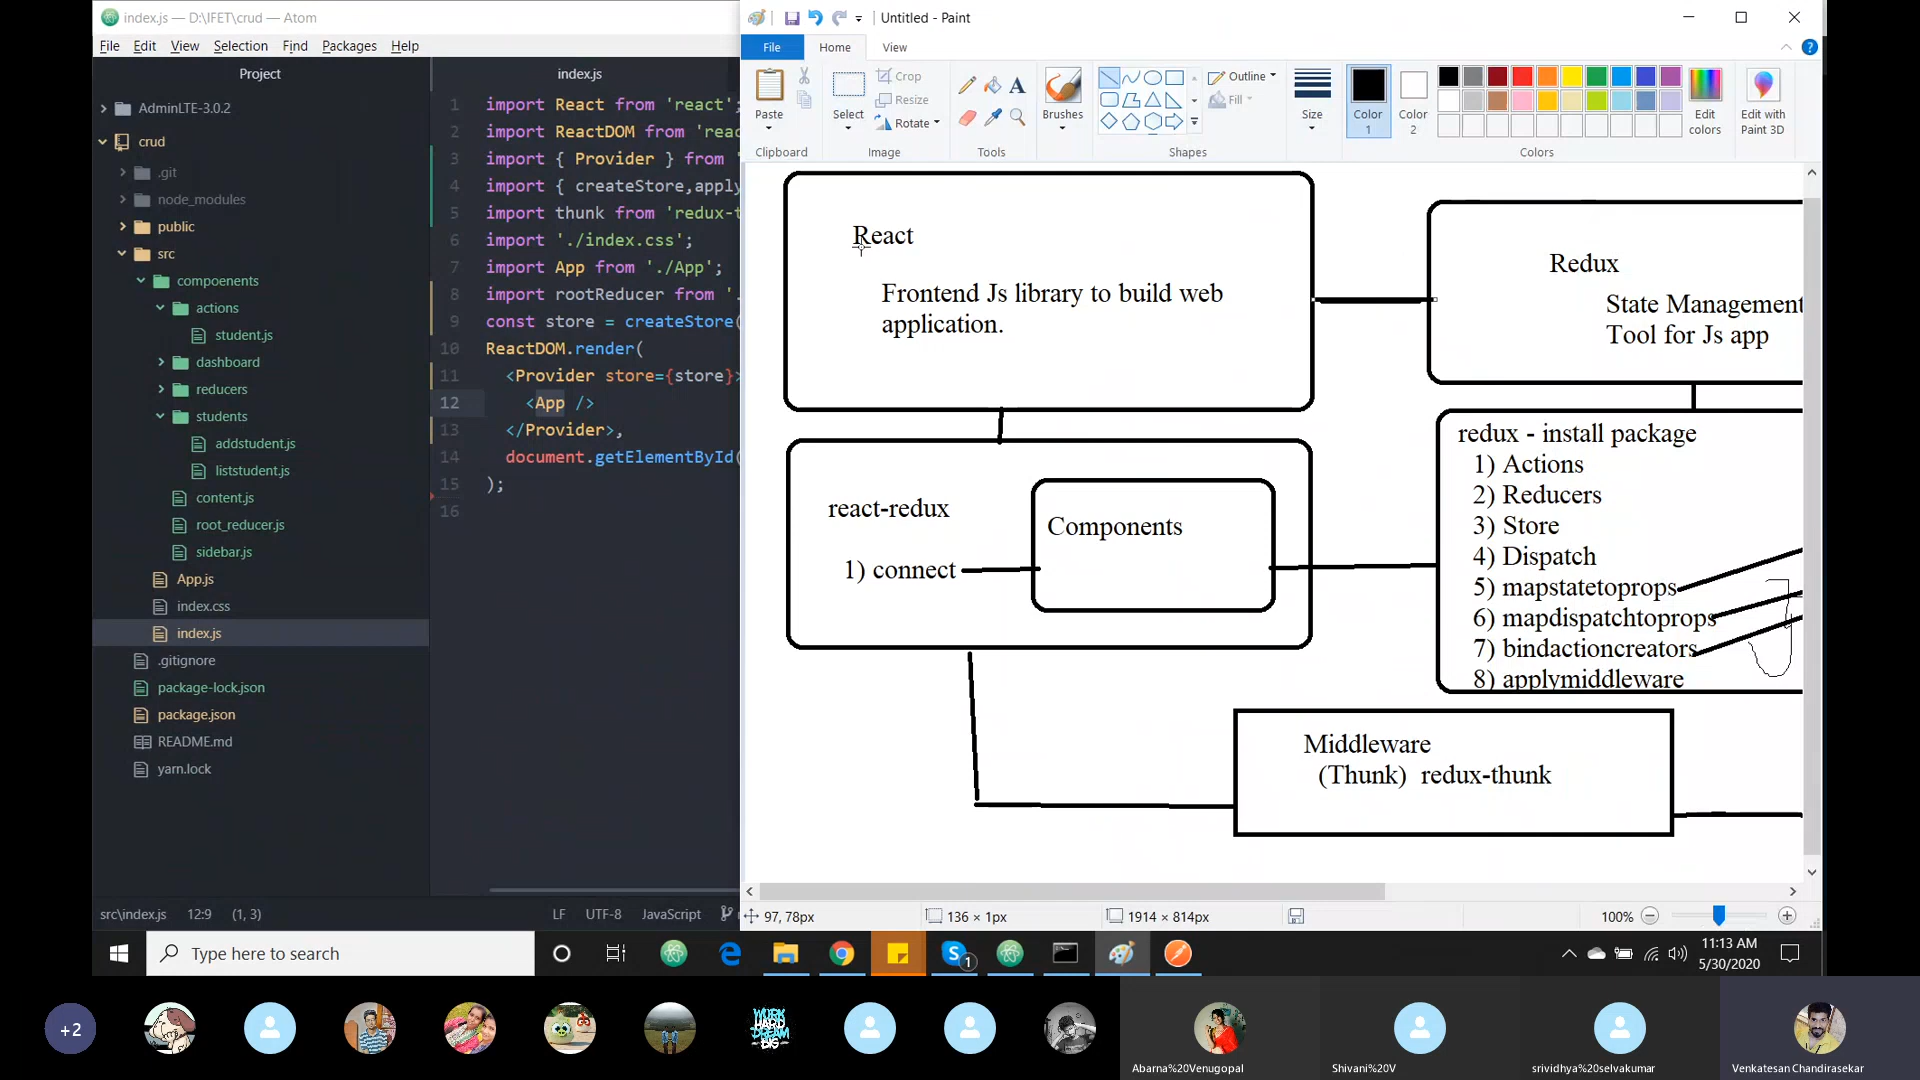 index.js — D:\IFET\crud — Atom
File Edit View Selection Find Packages Help
Project
AdminLTE-3.0.2
crud
.git
node_modules
public
src
compoenents
actions
student.js
dashboard
reducers
students
addstudent.js
liststudent.js
content.js
root_reducer.js
sidebar.js
App.js
index.css
index.js
.gitignore
package-lock.json
package.json
README.md
yarn.lock
index.js
1 import React from 'react';
2 import ReactDOM from 'reac
3 import { Provider } from '
4 import { createStore,apply
5 import thunk from 'redux-t
6 import './index.css';
7 import App from './App';
8 import rootReducer from '.
9 const store = createStore(
10 ReactDOM.render(
11 <Provider store={store}>
12 <App />
13 </Provider>,
14 document.getElementById(
15 );
16
src\index.js 12:9 (1, 3) LF UTF-8 JavaScript
Untitled - Paint
File Home View
Paste
Clipboard
Select
Crop
Resize
Rotate
Image
Tools
Brushes
Outline
Fill
Shapes
Size
Color 1
Color 2
Edit colors
Edit with Paint 3D
Colors
React
Frontend Js library to build web
application.
Redux
State Management
Tool for Js app
react-redux
1) connect
Components
redux - install package
1) Actions
2) Reducers
3) Store
4) Dispatch
5) mapstatetoprops
6) mapdispatchtoprops
7) bindactioncreators
8) applymiddleware
Middleware
(Thunk) redux-thunk
97, 78px 136 × 1px 1914 × 814px 100%
Type here to search
1
11:13 AM
5/30/2020
+2
WORK HARD DREAM BIG
Abarna%20Venugopal
Shivani%20V
srividhya%20selvakumar
Venkatesan Chandirasekar